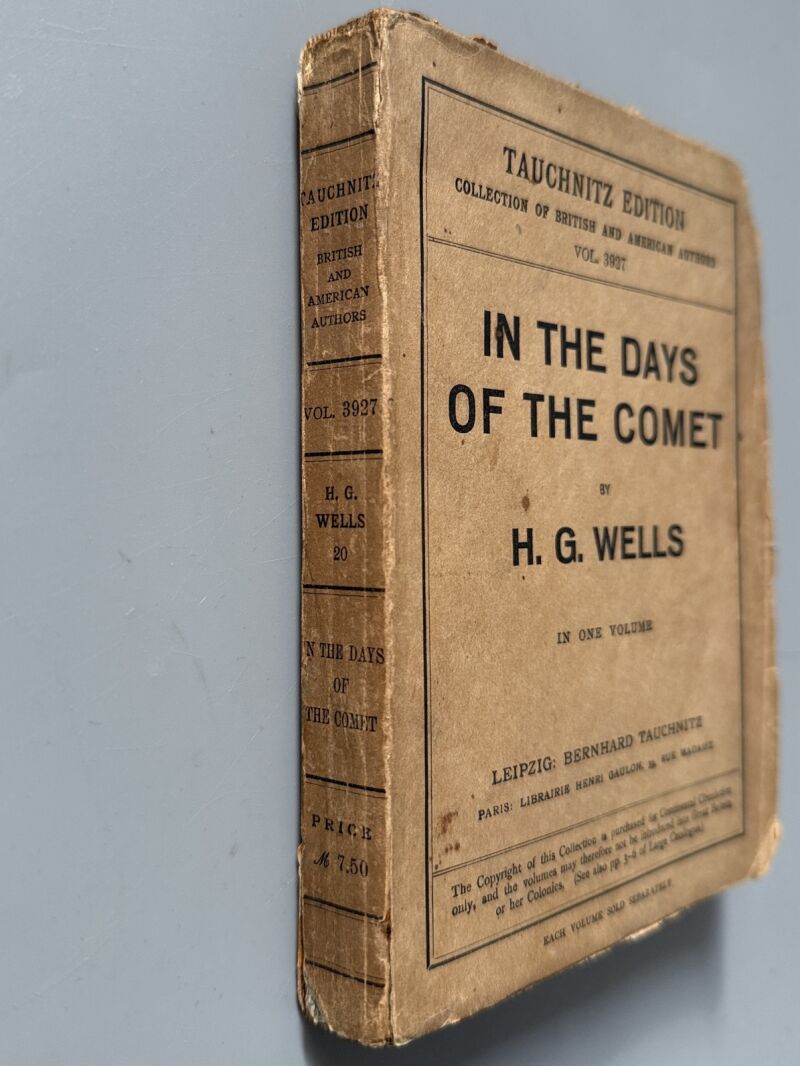 TAUCHNITZ
EDITION
BRITISH
AND
AMERICAN
AUTHORS
VOL. 3927
H. G.
WELLS
20
IN THE DAYS
OF
THE COMET
PRICE
M 7.50
TAUCHNITZ EDITION
COLLECTION OF BRITISH AND AMERICAN AUTHORS
VOL. 3927
IN THE DAYS
OF THE COMET
BY
H. G. WELLS
IN ONE VOLUME
LEIPZIG: BERNHARD TAUCHNITZ
PARIS: LIBRAIRIE HENRI GAULON, RUE MADAME
The Copyright of this Collection is purchased for Continental Circulation
only, and the volumes may therefore not be introduced into Great Britain
or her Colonies. (See also pp. 3-6 of Large Catalogue.)
EACH VOLUME SOLD SEPARATELY